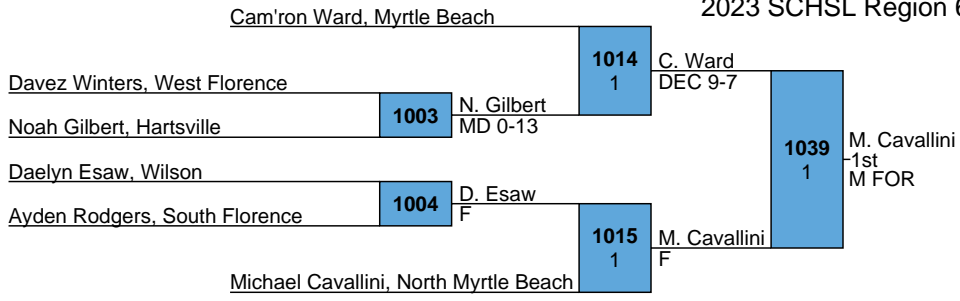 2023 SCHSL Region 6
Cam'ron Ward, Myrtle Beach
1014
1
C. Ward
DEC 9-7
Davez Winters, West Florence
1003
N. Gilbert
MD 0-13
Noah Gilbert, Hartsville
1039
1
M. Cavallini
1st
M FOR
Daelyn Esaw, Wilson
1004
D. Esaw
F
Ayden Rodgers, South Florence
1015
1
M. Cavallini
F
Michael Cavallini, North Myrtle Beach